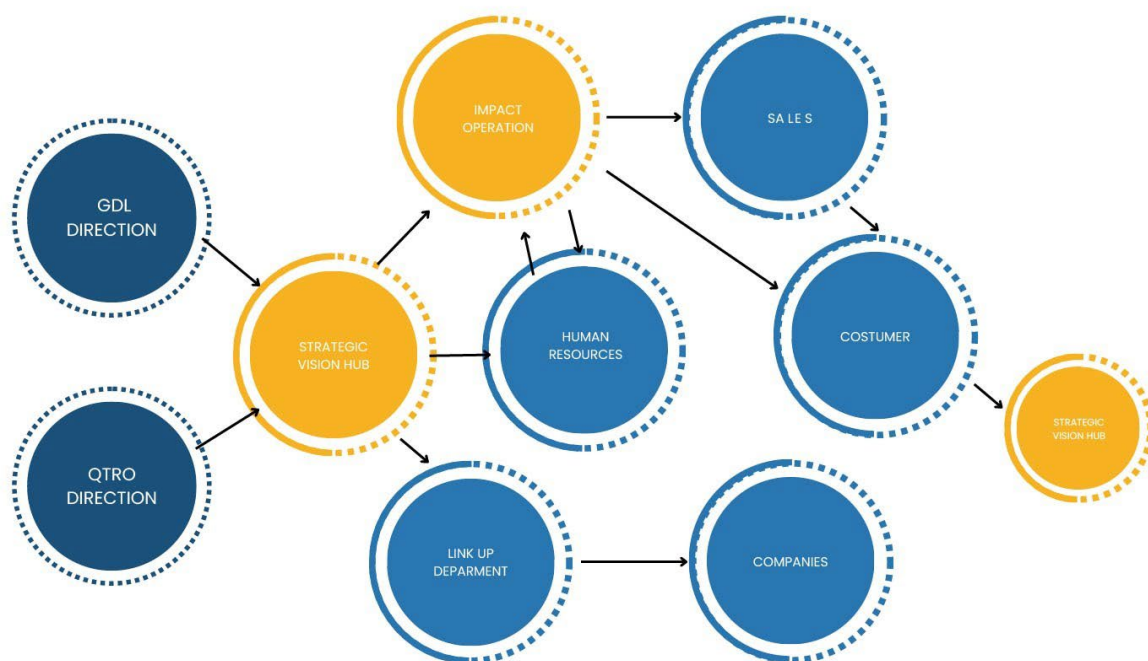 IMPACT
OPERATION
SA LE S
GDL
DIRECTION
STRATEGIC
VISION HUB
HUMAN
RESOURCES
COSTUMER
STRATEGIC
VISION HUB
QTRO
DIRECTION
LINK UP
DEPARMENT
COMPANIES